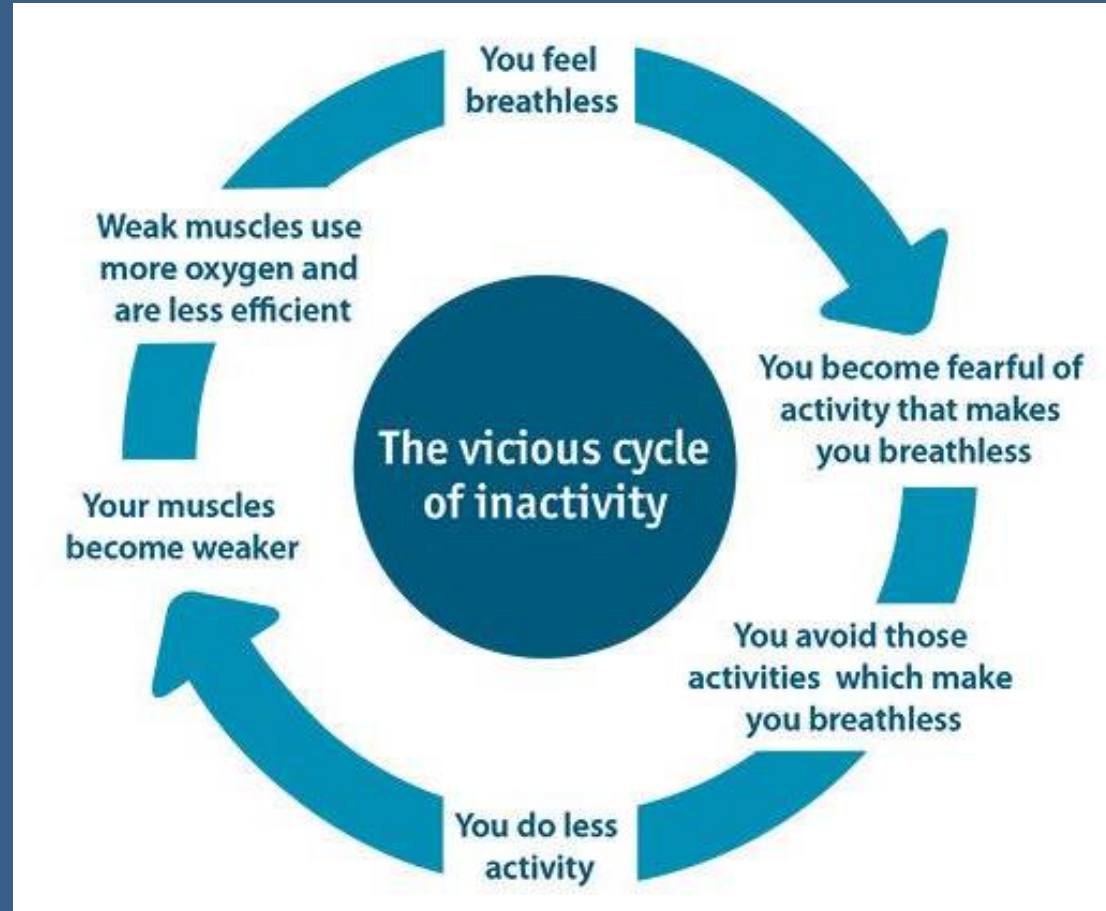 You feel
breathless
You become fearful of
activity that makes
you breathless
You avoid those
activities which make
you breathless
You do less
activity
Your muscles
become weaker
Weak muscles use
more oxygen and
are less efficient
The vicious cycle
of inactivity